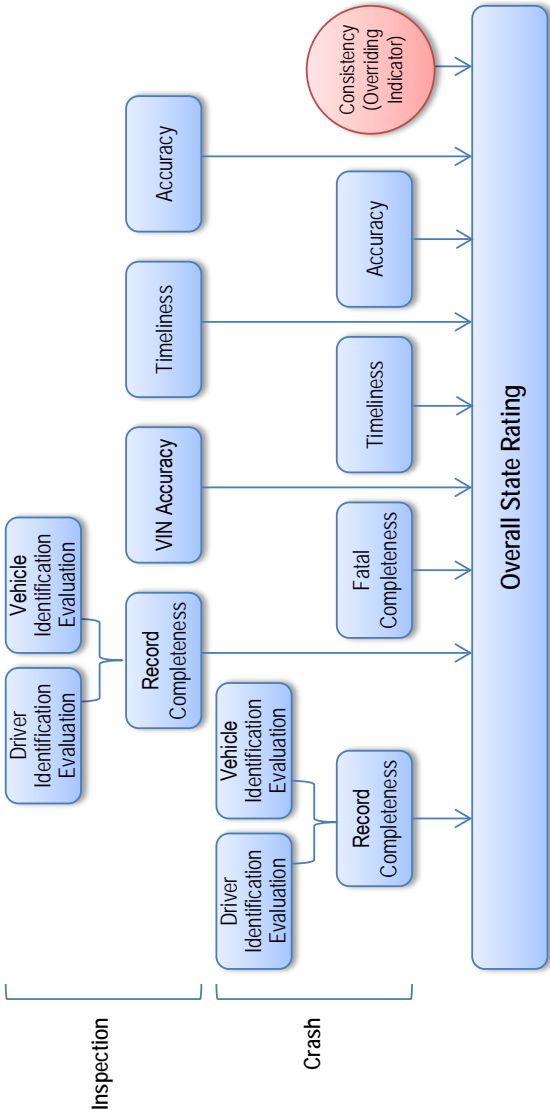 Inspection
Driver
Identification
Evaluation
Vehicle
Identification
Evaluation
Record
Completeness
VIN Accuracy
Timeliness
Accuracy
Crash
Driver
Identification
Evaluation
Vehicle
Identification
Evaluation
Record
Completeness
Fatal
Completeness
Timeliness
Accuracy
Consistency
(Overriding
Indicator)
Overall State Rating